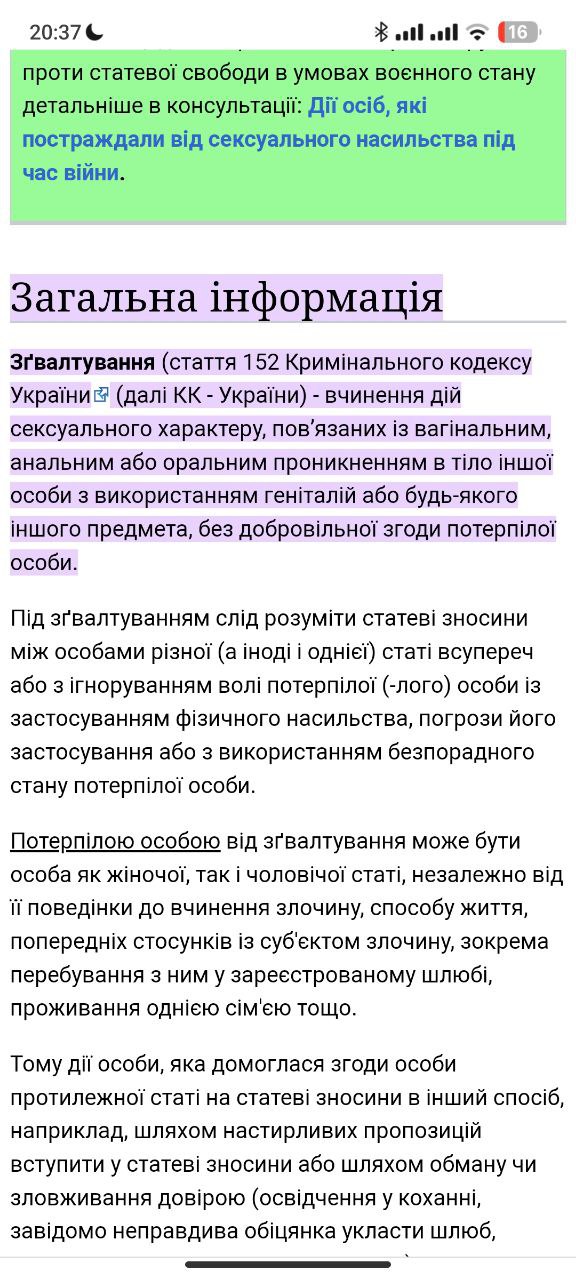 20:37
16
проти статевої свободи в умовах воєнного стану
детальніше в консультації: Дії осіб, які
постраждали від сексуального насильства під
час війни.
Загальна інформація
Зґвалтування (стаття 152 Кримінального кодексу
України (далі КК - України) - вчинення дій
сексуального характеру, пов’язаних із вагінальним,
анальним або оральним проникненням в тіло іншої
особи з використанням геніталій або будь-якого
іншого предмета, без добровільної згоди потерпілої
особи.
Під зґвалтуванням слід розуміти статеві зносини
між особами різної (а іноді і однієї) статі всупереч
або з ігноруванням волі потерпілої (-лого) особи із
застосуванням фізичного насильства, погрози його
застосування або з використанням безпорадного
стану потерпілої особи.
Потерпілою особою від зґвалтування може бути
особа як жіночої, так і чоловічої статі, незалежно від
її поведінки до вчинення злочину, способу життя,
попередніх стосунків із суб'єктом злочину, зокрема
перебування з ним у зареєстрованому шлюбі,
проживання однією сім'єю тощо.
Тому дії особи, яка домоглася згоди особи
протилежної статі на статеві зносини в інший спосіб,
наприклад, шляхом настирливих пропозицій
вступити у статеві зносини або шляхом обману чи
зловживання довірою (освідчення у коханні,
завідомо неправдива обіцянка укласти шлюб,